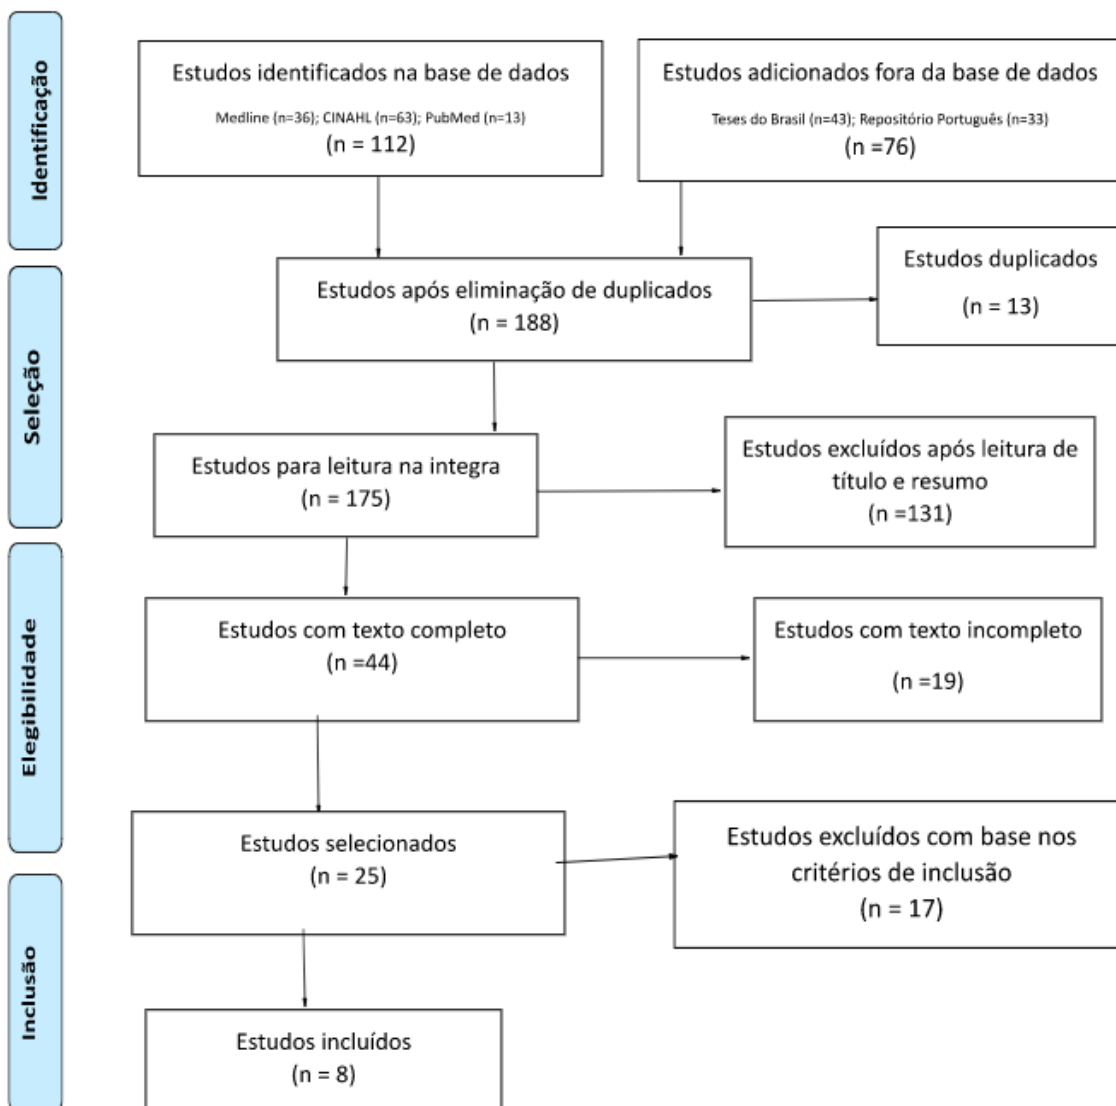 Identificação
Estudos identificados na base de dados
Medline (n=36); CINAHL (n=63); PubMed (n=13)
(n = 112)
Estudos adicionados fora da base de dados
Teses do Brasil (n=43); Repositório Português (n=33)
(n =76)
Seleção
Estudos após eliminação de duplicados
(n = 188)
Estudos duplicados
(n = 13)
Estudos para leitura na integra
(n = 175)
Estudos excluídos após leitura de
título e resumo
(n =131)
Elegibilidade
Estudos com texto completo
(n =44)
Estudos com texto incompleto
(n =19)
Estudos selecionados
(n = 25)
Estudos excluídos com base nos
critérios de inclusão
(n = 17)
Inclusão
Estudos incluídos
(n = 8)